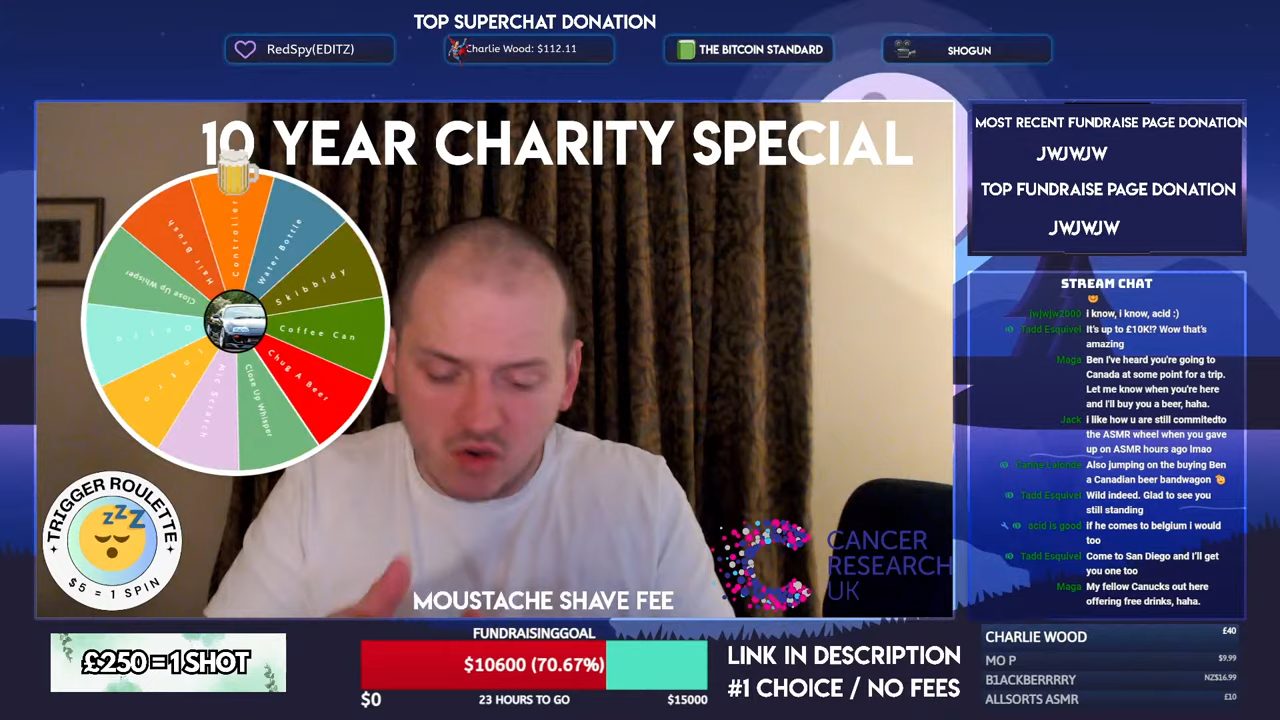 TOP SUPERCHAT DONATION
RedSpy(EDITZ)
Charlie Wood: $112.11
THE BITCOIN STANDARD
SHOGUN
10 YEAR CHARITY SPECIAL
Controller
Water Bottle
Skibbidy
Coffee Can
Chug A Beer
Close Up Whisper
Mic Scratch
Close Up Whisper
Hair Brush
TRIGGER ROULETTE
zzz
$5 = 1 SPIN
CANCER
RESEARCH
UK
MOUSTACHE SHAVE FEE
MOST RECENT FUNDRAISE PAGE DONATION
JWJWJW
TOP FUNDRAISE PAGE DONATION
JWJWJW
STREAM CHAT
jwjwjw2000 i know, i know, acid :)
Tadd Esquivel It's up to £10K!? Wow that's
amazing
Maga Ben I've heard you're going to
Canada at some point for a trip.
Let me know when you're here
and I'll buy you a beer, haha.
Jack i like how u are still commitedto
the ASMR wheel when you gave
up on ASMR hours ago lmao
Carine Lalonde Also jumping on the buying Ben
a Canadian beer bandwagon
Tadd Esquivel Wild indeed. Glad to see you
still standing
acid is good if he comes to belgium i would
too
Tadd Esquivel Come to San Diego and I'll get
you one too
Maga My fellow Canucks out here
offering free drinks, haha.
£250 = 1 SHOT
FUNDRAISINGGOAL
$10600 (70.67%)
$0
23 HOURS TO GO
$15000
LINK IN DESCRIPTION
#1 CHOICE / NO FEES
CHARLIE WOOD £40
MO P $9.99
B1ACKBERRRRY NZ$16.99
ALLSORTS ASMR £10